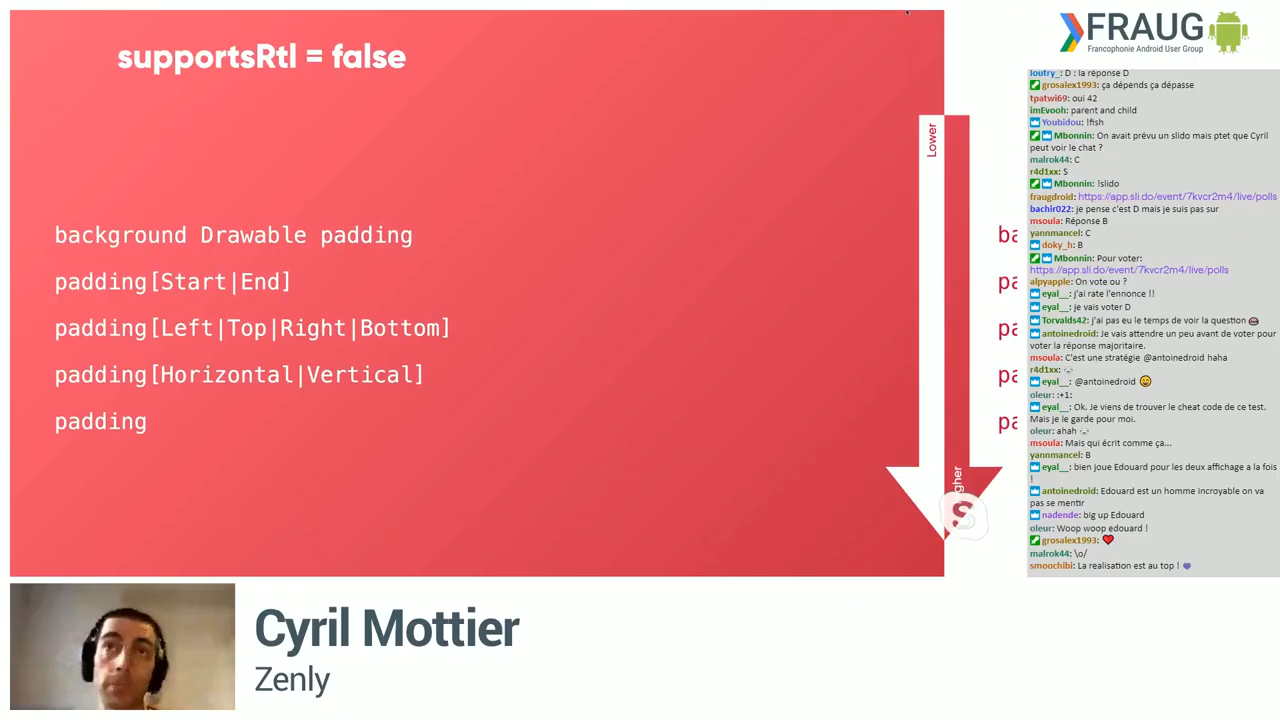 supportsRtl = false
background Drawable padding
padding[Start|End]
padding[Left|Top|Right|Bottom]
padding[Horizontal|Vertical]
padding
Lower
gher
ba
pa
pa
pa
pa
FRAUG
Francophonie Android User Group
loutry_: D : la réponse D
grosalex1993: ça dépends ça dépasse
tpatwi69: oui 42
imEvooh: parent and child
Youbidou: !fish
Mbonnin: On avait prévu un slido mais ptet que Cyril
peut voir le chat ?
malrok44: C
r4d1xx: S
Mbonnin: !slido
fraugdroid: https://app.sli.do/event/7kvcr2m4/live/polls
bachir022: je pense c'est D mais je suis pas sur
msoula: Réponse B
yannmancel: C
doky_h: B
Mbonnin: Pour voter:
https://app.sli.do/event/7kvcr2m4/live/polls
alpyapple: On vote ou ?
eyal__: j'ai rate l'ennonce !!
eyal__: je vais voter D
Torvalds42: j'ai pas eu le temps de voir la question
antoinedroid: Je vais attendre un peu avant de voter pour
voter la réponse majoritaire.
msoula: C'est une stratégie @antoinedroid haha
r4d1xx:
eyal__: @antoinedroid
oleur: :+1:
eyal__: Ok. Je viens de trouver le cheat code de ce test.
Mais je le garde pour moi.
oleur: ahah
msoula: Mais qui écrit comme ça...
yannmancel: B
eyal__: bien joue Edouard pour les deux affichage a la fois
!
antoinedroid: Edouard est un homme incroyable on va
pas se mentir
nadende: big up Edouard
oleur: Woop woop edouard !
grosalex1993:
malrok44: \o/
smoochibi: La realisation est au top !
Cyril Mottier
Zenly